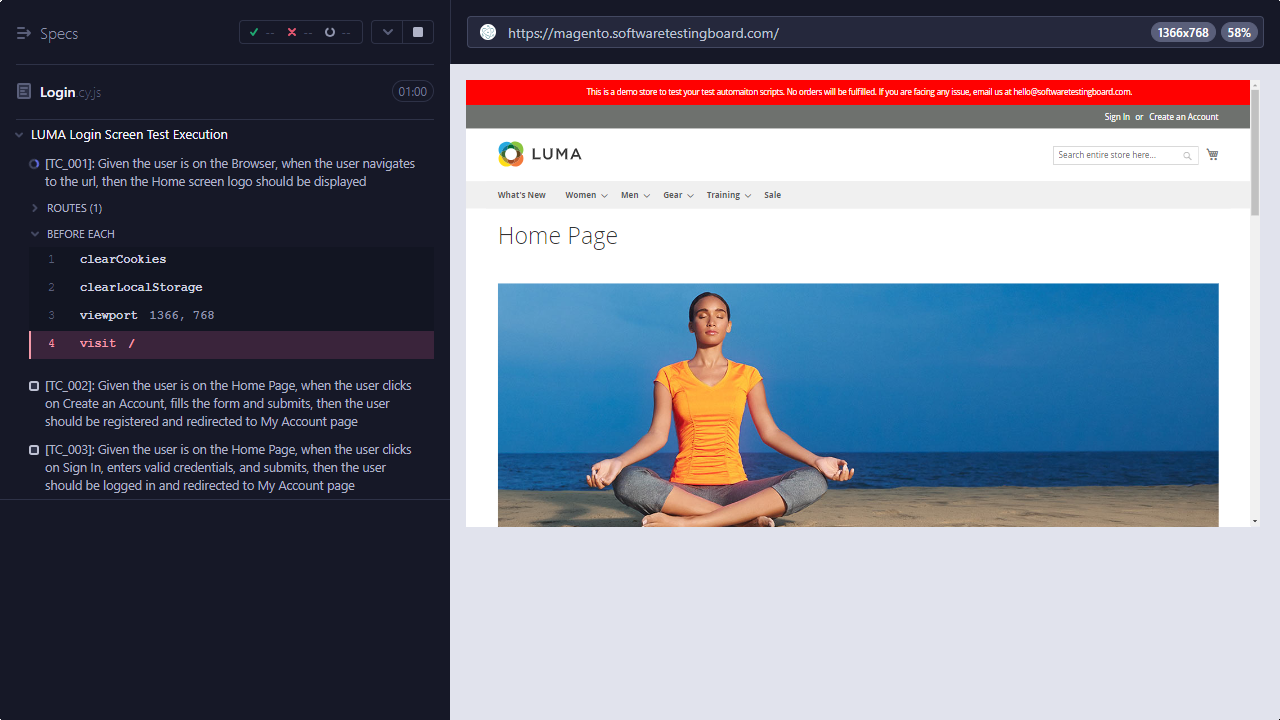 Specs
-- -- --
Login.cy.js
01:00
LUMA Login Screen Test Execution
[TC_001]: Given the user is on the Browser, when the user navigates
to the url, then the Home screen logo should be displayed
ROUTES (1)
BEFORE EACH
1 clearCookies
2 clearLocalStorage
3 viewport 1366, 768
4 visit /
[TC_002]: Given the user is on the Home Page, when the user clicks
on Create an Account, fills the form and submits, then the user
should be registered and redirected to My Account page
[TC_003]: Given the user is on the Home Page, when the user clicks
on Sign In, enters valid credentials, and submits, then the user
should be logged in and redirected to My Account page
https://magento.softwaretestingboard.com/
1366x768 58%
This is a demo store to test your test automaiton scripts. No orders will be fulfilled. If you are facing any issue, email us at hello@softwaretestingboard.com.
Sign In or Create an Account
LUMA
Search entire store here...
What's New Women Men Gear Training Sale
Home Page